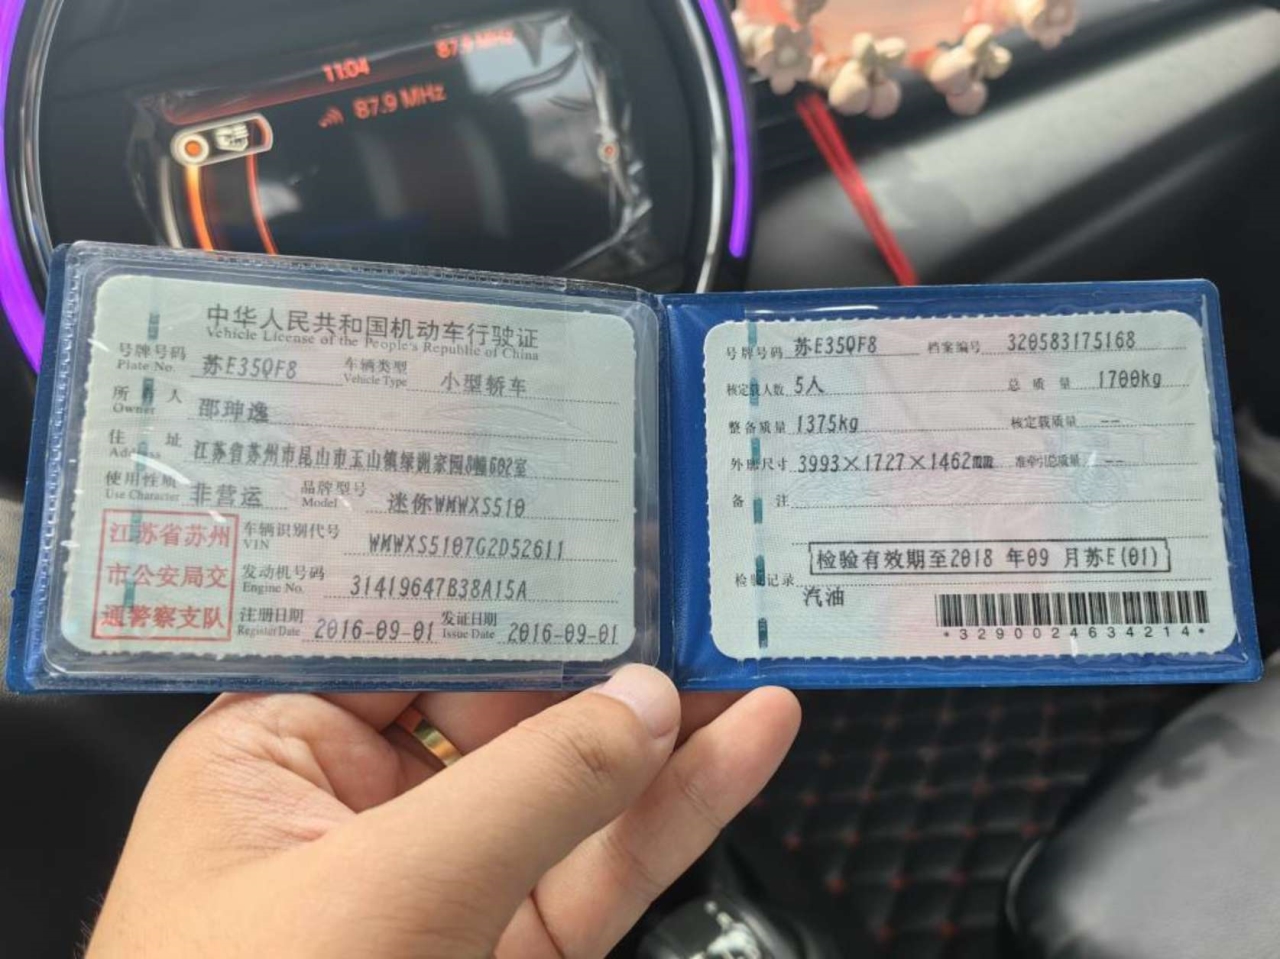 11:04
87.9 MHz
87.9 MHz
中华人民共和国机动车行驶证
Vehicle License of the People's Republic of China
号牌号码 苏E35QF8 车辆类型 小型轿车
Plate No. Vehicle Type
所有人 邵珅逸
Owner
住址 江苏省苏州市昆山市玉山镇绿洲家园8幢602室
Address
使用性质 非营运 品牌型号 迷你WMWXS510
Use Character Model
江苏省苏州
市公安局交
通警察支队
车辆识别代号 WMWXS5107G2D52611
VIN
发动机号码 31419647B38A15A
Engine No.
注册日期 2016-09-01 发证日期 2016-09-01
Register Date Issue Date
号牌号码 苏E35QF8 档案编号 320583175168
核定载人数 5人 总质量 1700kg
整备质量 1375kg 核定载质量 --
外廓尺寸 3993×1727×1462mm 准牵引总质量 --
备注
检验有效期至2018 年09 月苏E(01)
检验记录
汽油
*3290024634214*